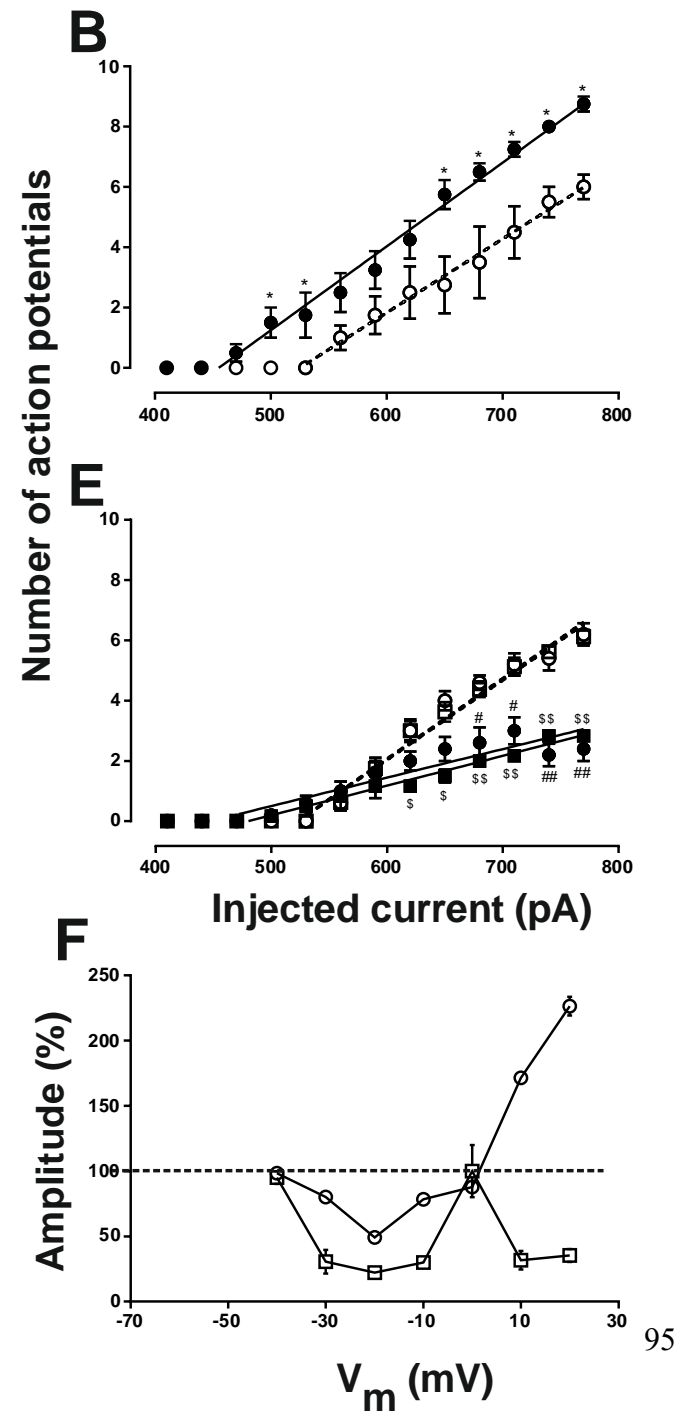 B
Number of action potentials
10
8
6
4
2
0
* * * * * * *
400 500 600 700 800
E
10
8
6
4
2
0
# #
$$ $$
$ $ $$ $$ ## ##
400 500 600 700 800
Injected current (pA)
F
Amplitude (%)
250
200
150
100
50
0
-70 -50 -30 -10 10 30
95
Vm (mV)